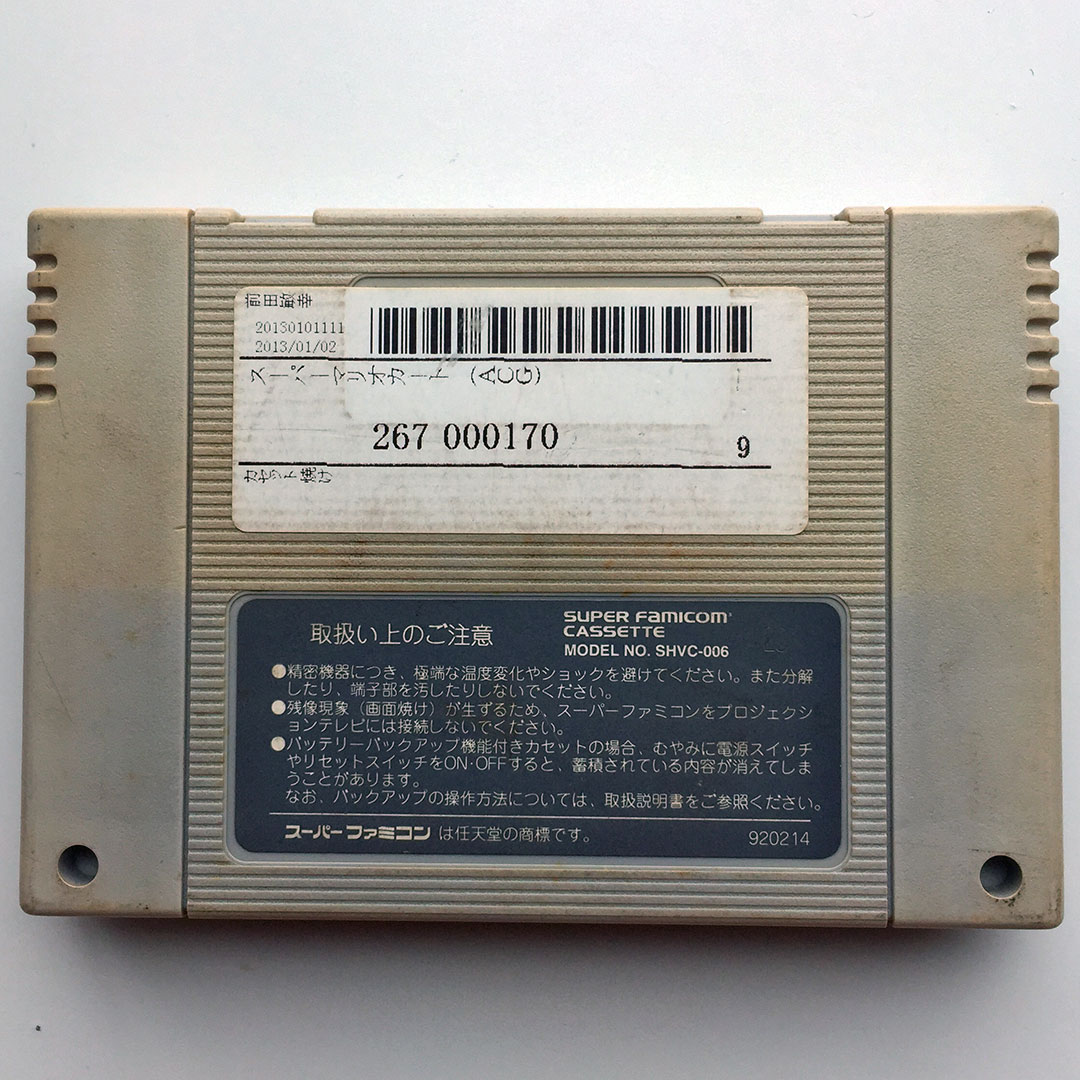 前田敏幸
20130101111
2013/01/02
スーパーマリオカート (ACG)
267 000170
9
カセット焼け
取扱い上のご注意
SUPER FAMICOM
CASSETTE
MODEL NO. SHVC-006
●精密機器につき、極端な温度変化やショックを避けてください。また分解
したり、端子部を汚したりしないでください。
●残像現象（画面焼け）が生ずるため、スーパーファミコンをプロジェクシ
ョンテレビには接続しないでください。
●バッテリーバックアップ機能付きカセットの場合、むやみに電源スイッチ
やリセットスイッチをON·OFFすると、蓄積されている内容が消えてしま
うことがあります。
なお、バックアップの操作方法については、取扱説明書をご参照ください。
スーパーファミコン は任天堂の商標です。
920214